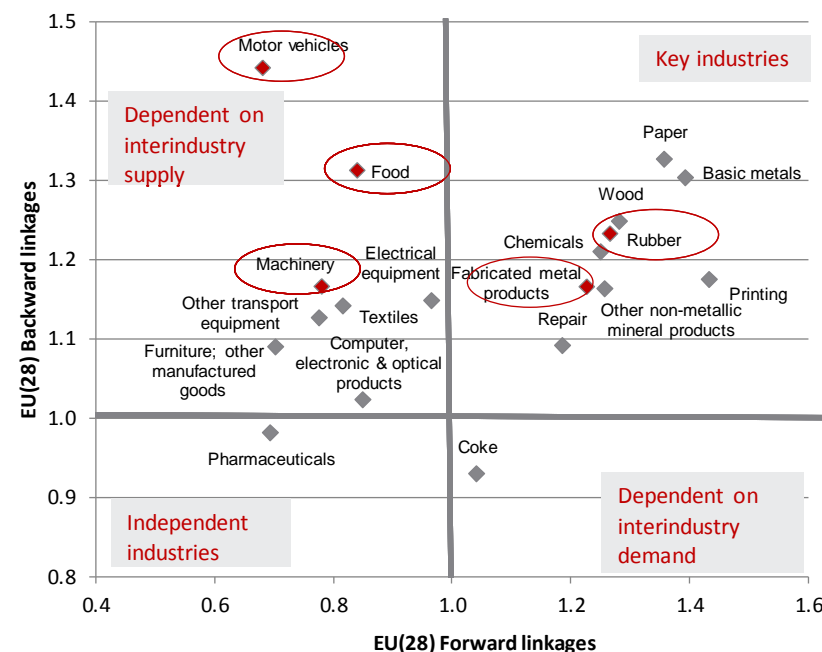 1.5
1.4
1.3
1.2
1.1
1.0
0.9
0.8
EU(28) Backward linkages
Motor vehicles
Key industries
Dependent on
interindustry
supply
Paper
Food
Basic metals
Wood
Rubber
Chemicals
Machinery
Electrical
equipment
Fabricated metal
products
Other transport
equipment
Textiles
Repair
Other non-metallic
mineral products
Printing
Furniture; other
manufactured
goods
Computer,
electronic & optical
products
Pharmaceuticals
Coke
Independent
industries
Dependent on
interindustry
demand
0.4
0.6
0.8
1.0
1.2
1.4
1.6
EU(28) Forward linkages